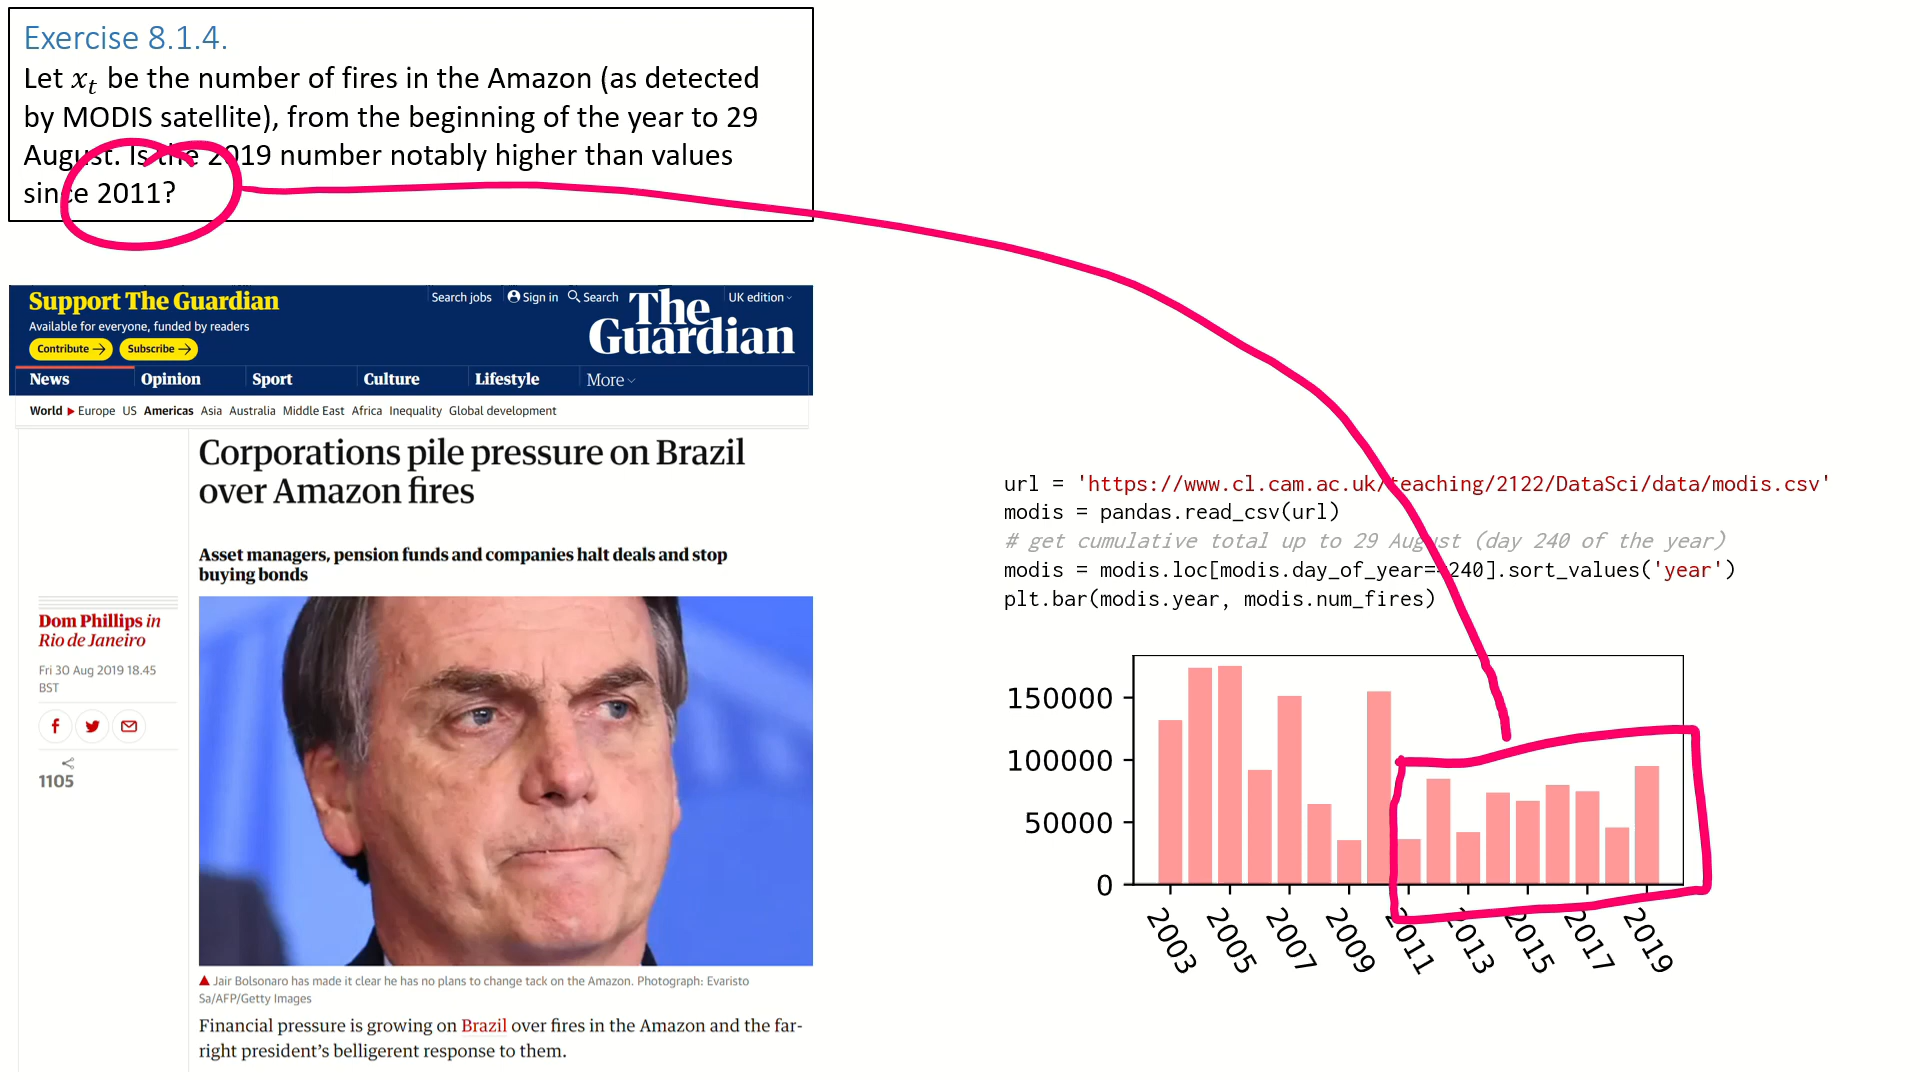 Exercise 8.1.4.
Let xₜ be the number of fires in the Amazon (as detected
by MODIS satellite), from the beginning of the year to 29
August. Is the 2019 number notably higher than values
since 2011?
Support The Guardian
Available for everyone, funded by readers
Contribute →
Subscribe →
Search jobs
Sign in
Search
UK edition
The
Guardian
News
Opinion
Sport
Culture
Lifestyle
More
World
Europe
US
Americas
Asia
Australia
Middle East
Africa
Inequality
Global development
Corporations pile pressure on Brazil
over Amazon fires
Asset managers, pension funds and companies halt deals and stop
buying bonds
Dom Phillips in
Rio de Janeiro
Fri 30 Aug 2019 18.45
BST
1105
Jair Bolsonaro has made it clear he has no plans to change tack on the Amazon. Photograph: Evaristo
Sa/AFP/Getty Images
Financial pressure is growing on Brazil over fires in the Amazon and the far-
right president's belligerent response to them.
url = 'https://www.cl.cam.ac.uk/teaching/2122/DataSci/data/modis.csv'
modis = pandas.read_csv(url)
# get cumulative total up to 29 August (day 240 of the year)
modis = modis.loc[modis.day_of_year==240].sort_values('year')
plt.bar(modis.year, modis.num_fires)
150000
100000
50000
0
2003
2005
2007
2009
2011
2013
2015
2017
2019